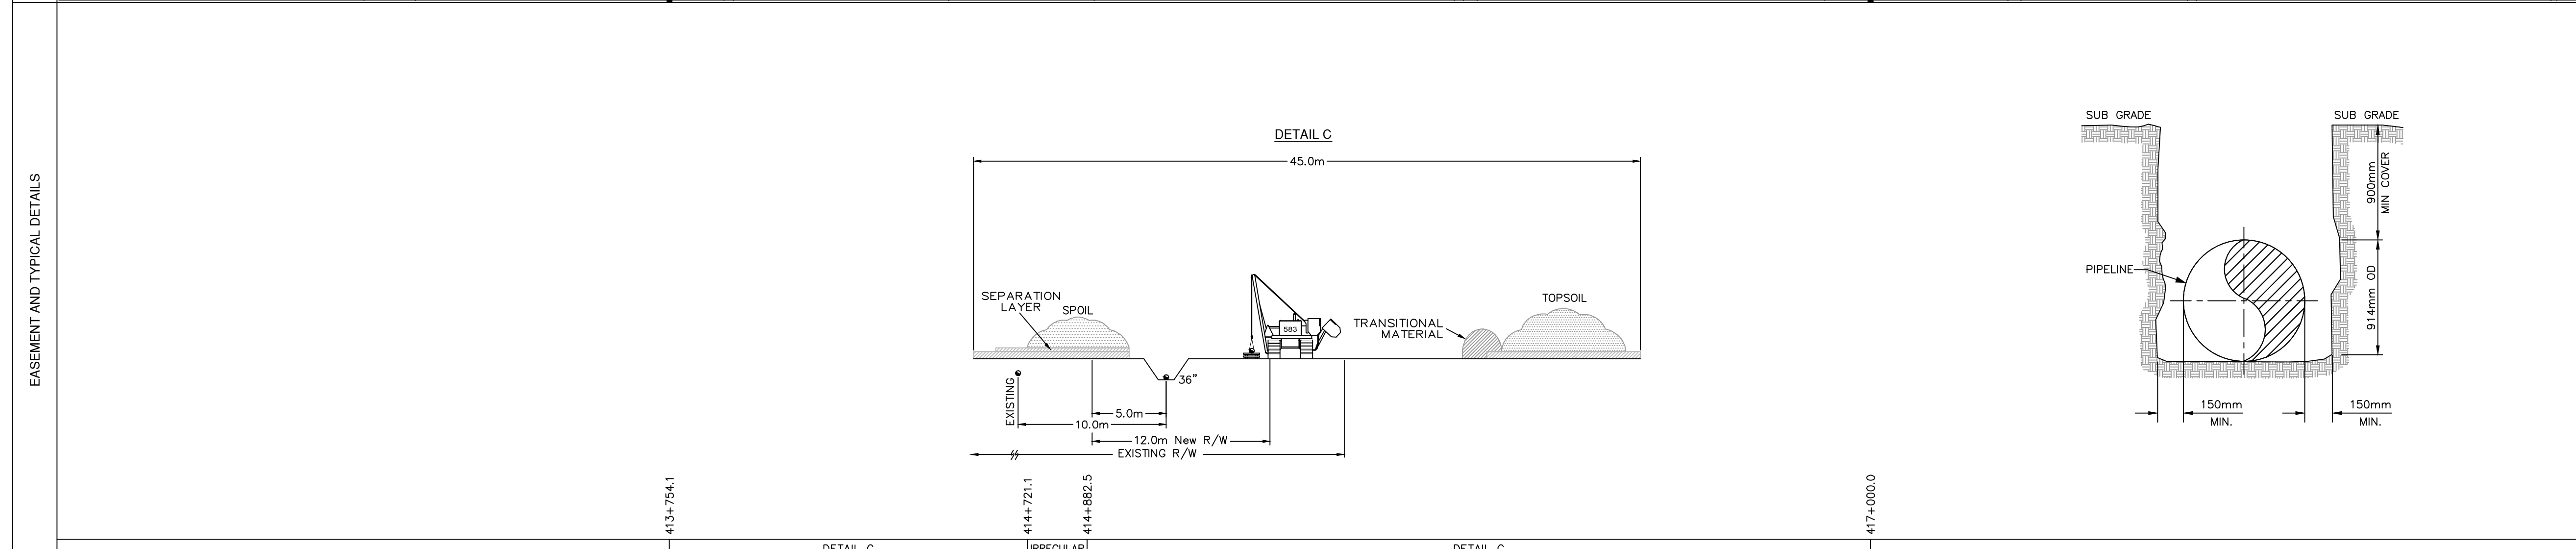 EASEMENT AND TYPICAL DETAILS
DETAIL C
45.0m
SEPARATION
LAYER
SPOIL
583
TRANSITIONAL
MATERIAL
TOPSOIL
EXISTING
36”
5.0m
10.0m
12.0m New R/W
EXISTING R/W
SUB GRADE
SUB GRADE
900mm
MIN COVER
PIPELINE
914mm OD
150mm
MIN.
150mm
MIN.
413+754.1
414+721.1
414+882.5
417+000.0
DETAIL C
IRREGULAR
DETAIL C